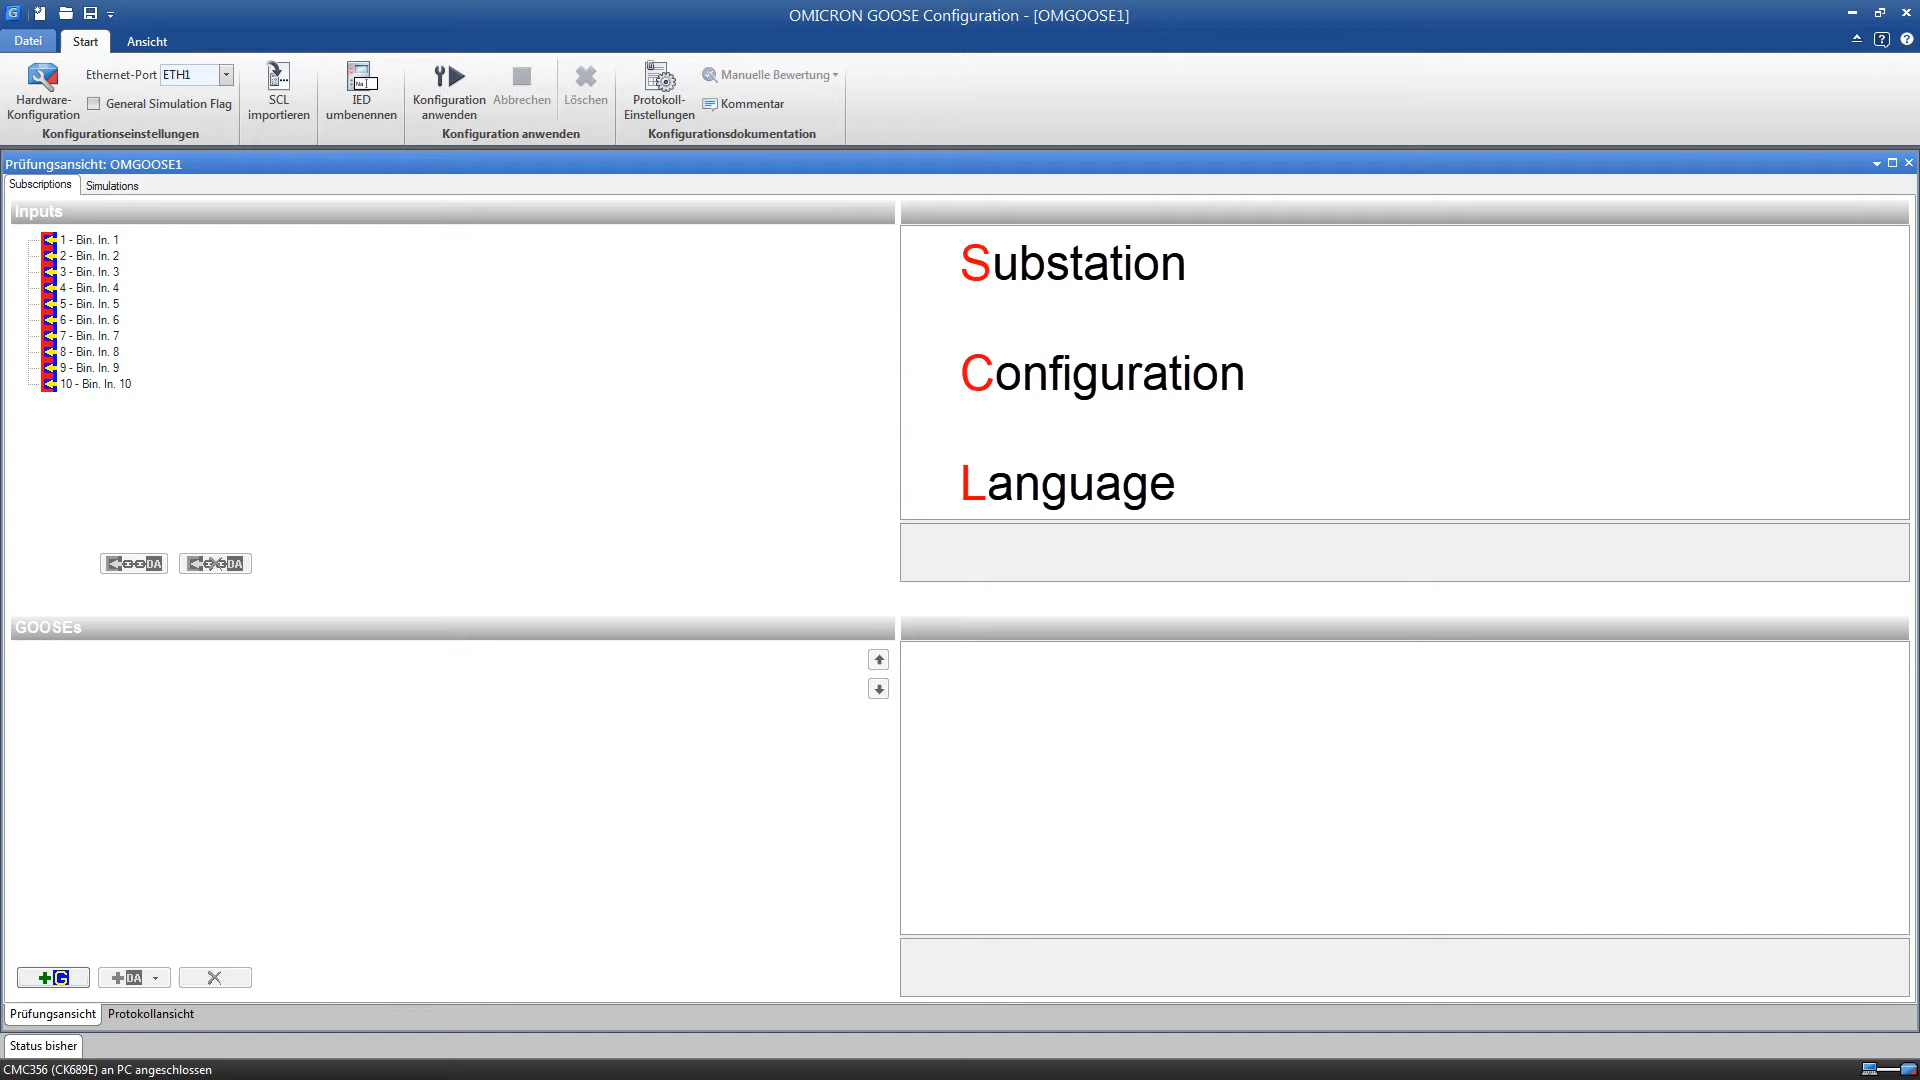 OMICRON GOOSE Configuration - [OMGOOSE1]
Datei
Start
Ansicht
Hardware-
Konfiguration
Ethernet-Port
ETH1
General Simulation Flag
Konfigurationseinstellungen
SCL
importieren
IED
umbenennen
Konfiguration
anwenden
Abbrechen
Löschen
Konfiguration anwenden
Protokoll-
Einstellungen
Manuelle Bewertung
Kommentar
Konfigurationsdokumentation
Prüfungsansicht: OMGOOSE1
Subscriptions
Simulations
Inputs
1 - Bin. In. 1
2 - Bin. In. 2
3 - Bin. In. 3
4 - Bin. In. 4
5 - Bin. In. 5
6 - Bin. In. 6
7 - Bin. In. 7
8 - Bin. In. 8
9 - Bin. In. 9
10 - Bin. In. 10
Substation
Configuration
Language
DA
DA
GOOSEs
G
DA
Prüfungsansicht
Protokollansicht
Status bisher
CMC356 (CK689E) an PC angeschlossen